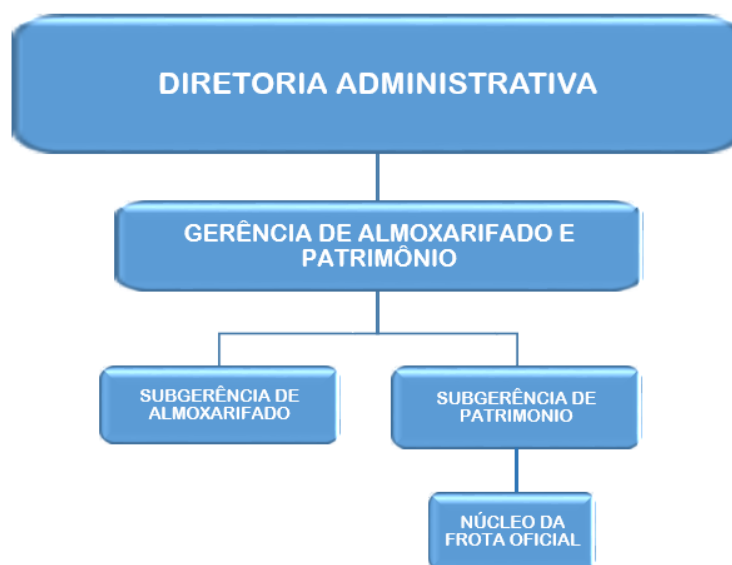 DIRETORIA ADMINISTRATIVA
GERÊNCIA DE ALMOXARIFADO E
PATRIMÔNIO
SUBGERÊNCIA DE
ALMOXARIFADO
SUBGERÊNCIA DE
PATRIMONIO
NÚCLEO DA
FROTA OFICIAL